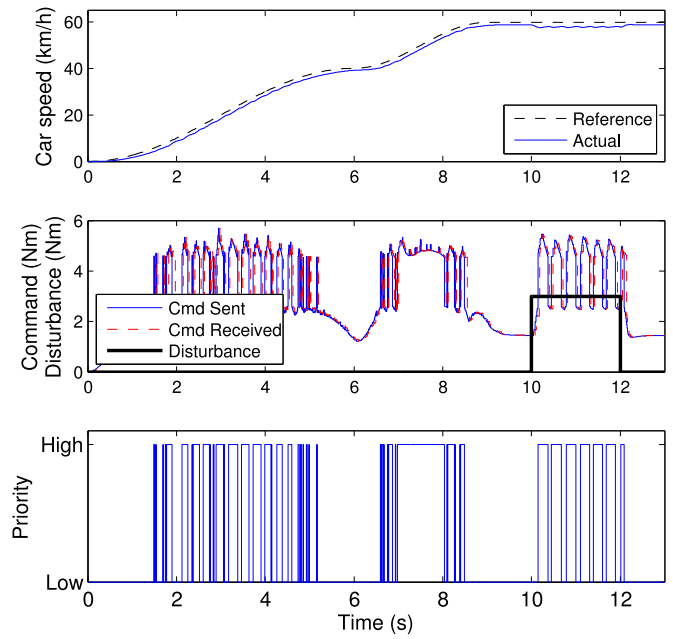 Car speed (km/h)
60
40
20
0
Reference
Actual
0 2 4 6 8 10 12
Command (Nm)
Disturbance (Nm)
6
4
2
0
Cmd Sent
Cmd Received
Disturbance
0 2 4 6 8 10 12
Priority
High
Low
0 2 4 6 8 10 12
Time (s)